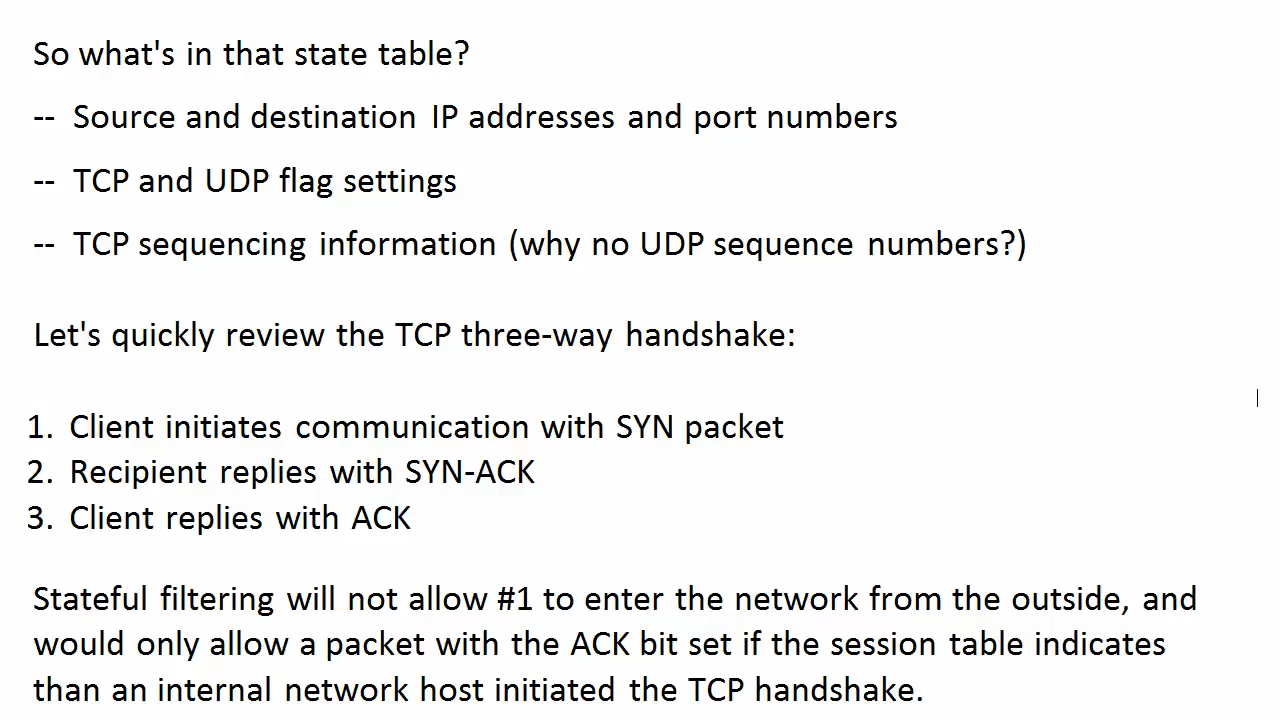 So what's in that state table?
-- Source and destination IP addresses and port numbers
-- TCP and UDP flag settings
-- TCP sequencing information (why no UDP sequence numbers?)
Let's quickly review the TCP three-way handshake:
1. Client initiates communication with SYN packet
2. Recipient replies with SYN-ACK
3. Client replies with ACK
Stateful filtering will not allow #1 to enter the network from the outside, and
would only allow a packet with the ACK bit set if the session table indicates
than an internal network host initiated the TCP handshake.